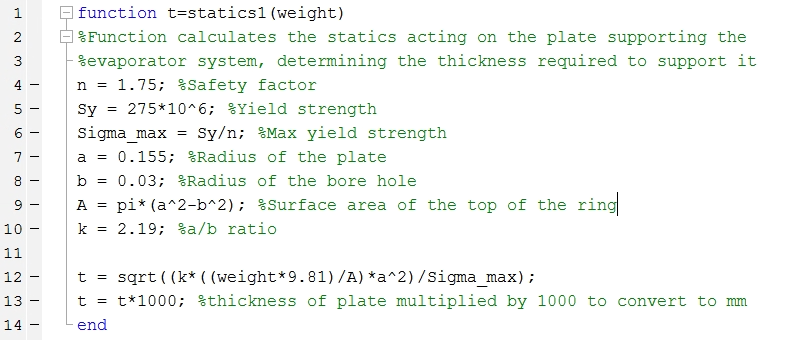 1 function t=statics1(weight)
2 %Function calculates the statics acting on the plate supporting the
3 %evaporator system, determining the thickness required to support it
4 – n = 1.75; %Safety factor
5 – Sy = 275*10^6; %Yield strength
6 – Sigma_max = Sy/n; %Max yield strength
7 – a = 0.155; %Radius of the plate
8 – b = 0.03; %Radius of the bore hole
9 – A = pi*(a^2-b^2); %Surface area of the top of the ring
10 – k = 2.19; %a/b ratio
11
12 – t = sqrt((k*((weight*9.81)/A)*a^2)/Sigma_max);
13 – t = t*1000; %thickness of plate multiplied by 1000 to convert to mm
14 – end